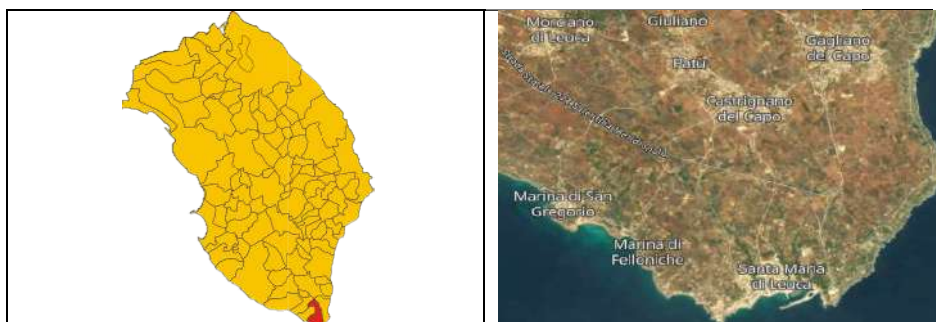 Morciano
di Leuca
Giuliano
Gagliano
del Capo
Patù
Castrignano
del Capo
Marina di San
Gregorio
Marina di
Felloniche
Santa Maria
di Leuca